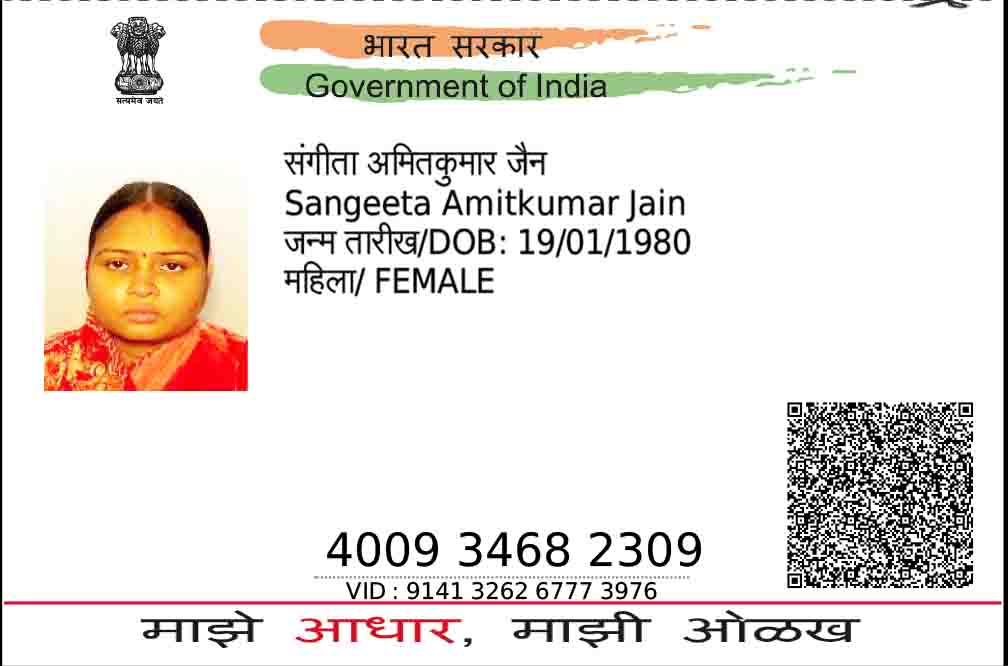 भारत सरकार
Government of India
सत्यमेव जयते
संगीता अमितकुमार जैन
Sangeeta Amitkumar Jain
जन्म तारीख/DOB: 19/01/1980
महिला/ FEMALE
4009 3468 2309
VID : 9141 3262 6777 3976
माझे आधार, माझी ओळख